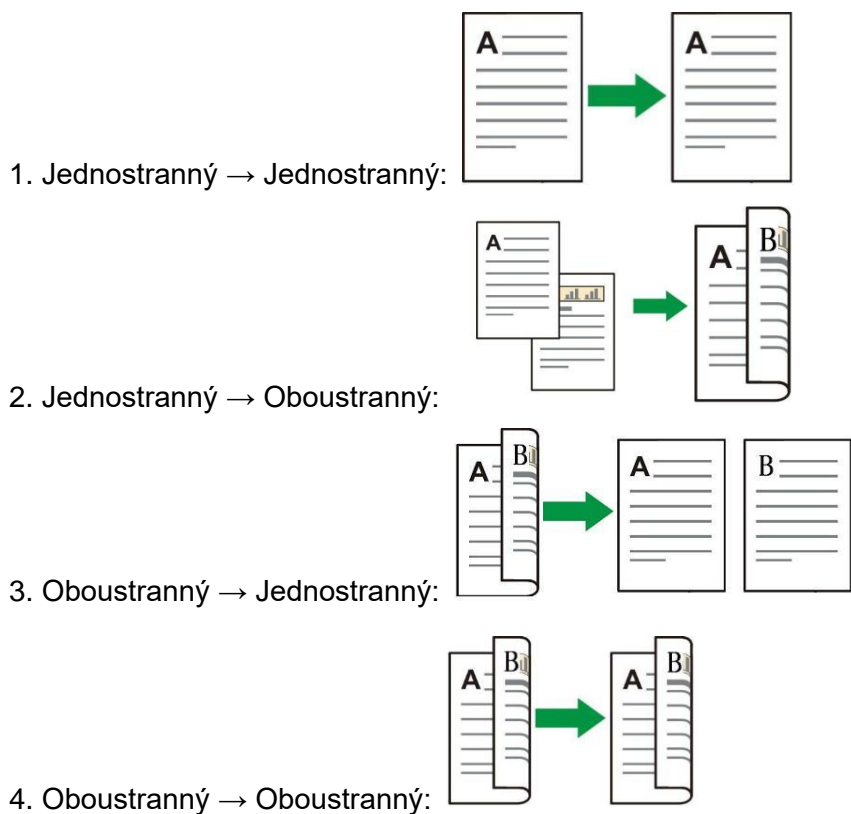 A A
1. Jednostranný → Jednostranný:
A A B
2. Jednostranný → Oboustranný:
A B A B
3. Oboustranný → Jednostranný:
A B A B
4. Oboustranný → Oboustranný: